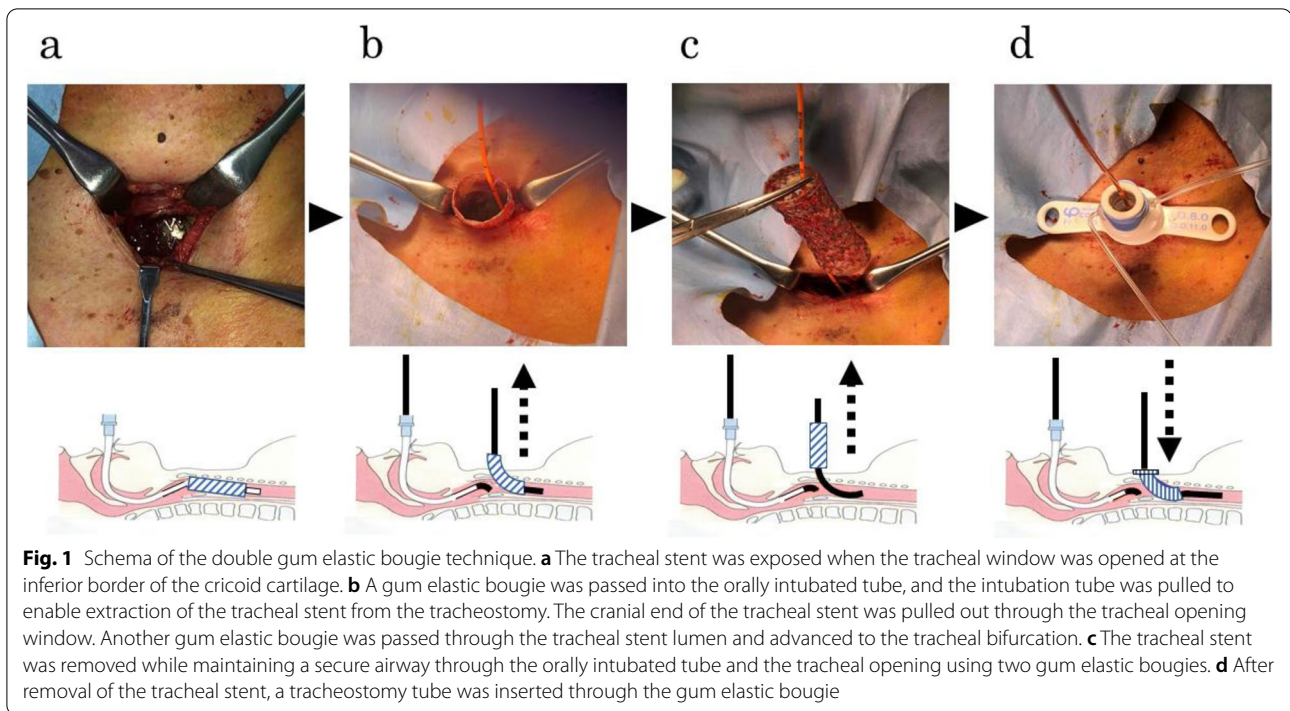 a
b
c
d
I.D.8.0
O.D.11.0
Fig. 1 Schema of the double gum elastic bougie technique. a The tracheal stent was exposed when the tracheal window was opened at the
inferior border of the cricoid cartilage. b A gum elastic bougie was passed into the orally intubated tube, and the intubation tube was pulled to
enable extraction of the tracheal stent from the tracheostomy. The cranial end of the tracheal stent was pulled out through the tracheal opening
window. Another gum elastic bougie was passed through the tracheal stent lumen and advanced to the tracheal bifurcation. c The tracheal stent
was removed while maintaining a secure airway through the orally intubated tube and the tracheal opening using two gum elastic bougies. d After
removal of the tracheal stent, a tracheostomy tube was inserted through the gum elastic bougie